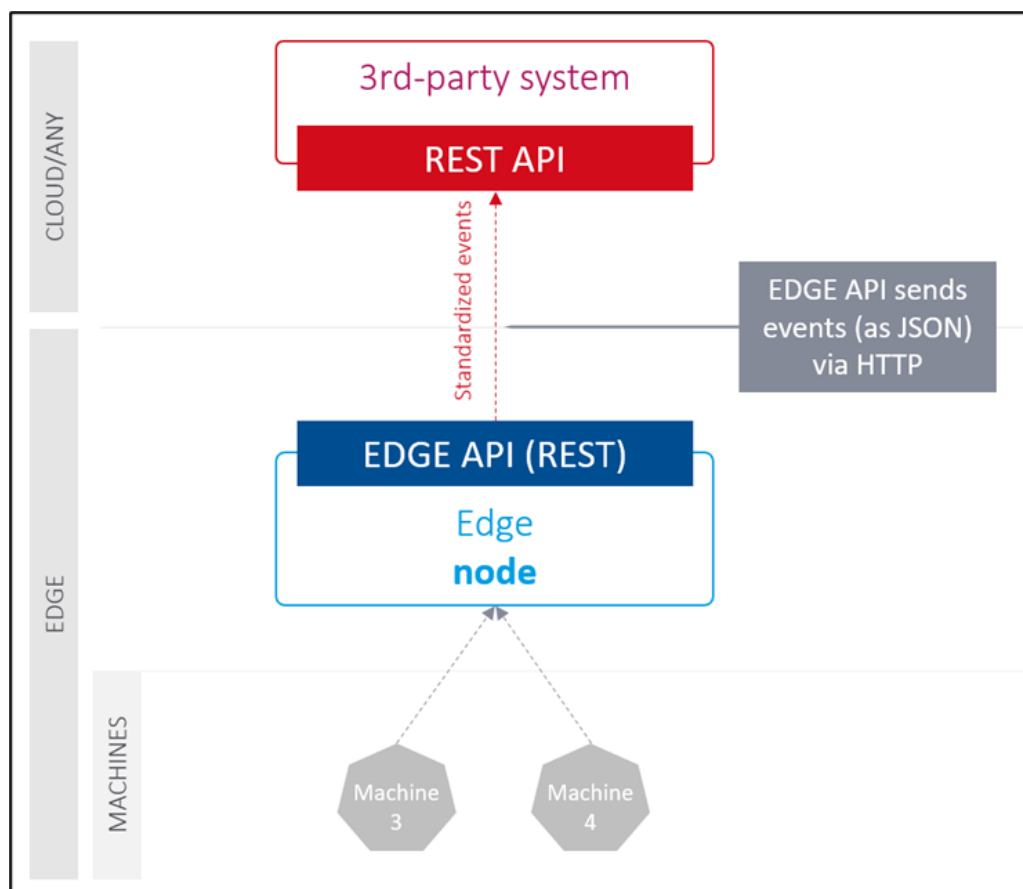 CLOUD/ANY
3rd-party system
REST API
Standardized events
EDGE API sends
events (as JSON)
via HTTP
EDGE
EDGE API (REST)
Edge
node
MACHINES
Machine
3
Machine
4